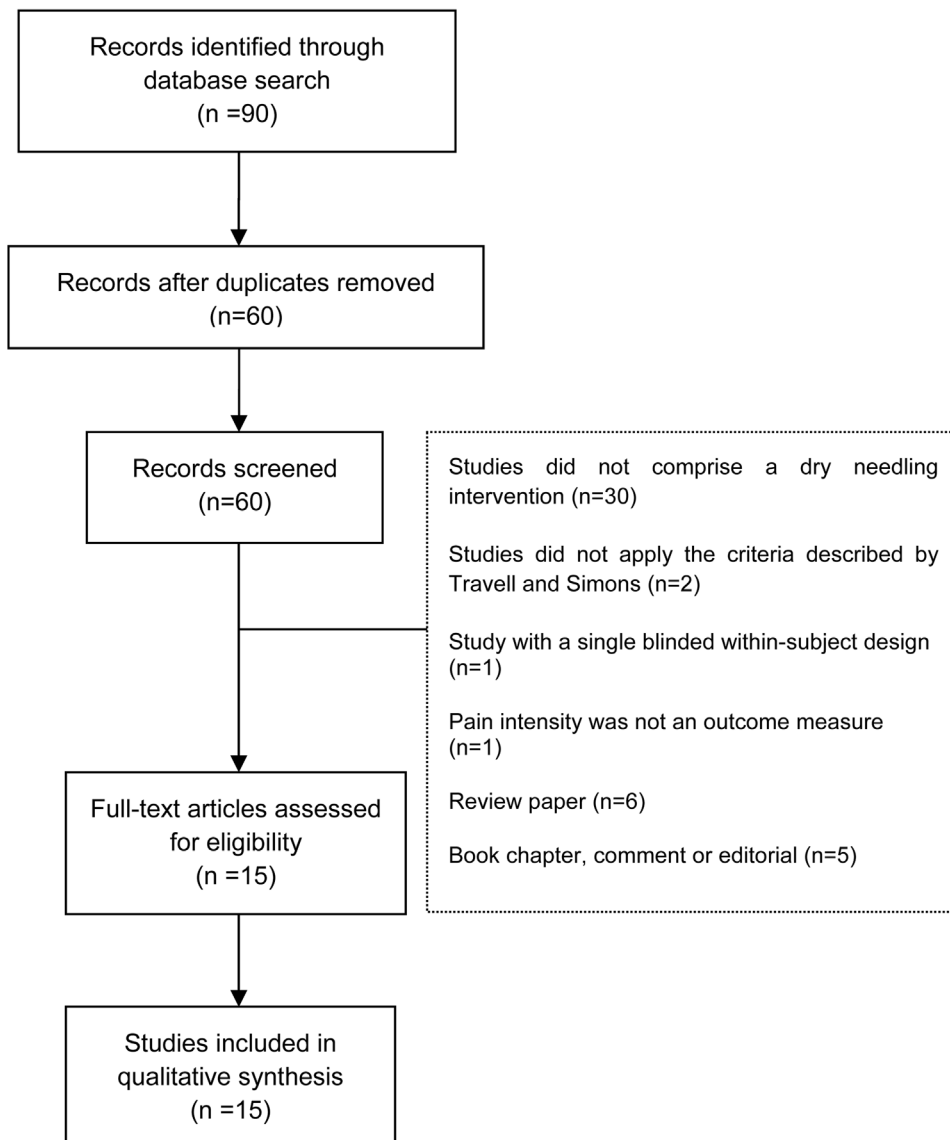 Records identified through
database search
(n =90)
Records after duplicates removed
(n=60)
Records screened
(n=60)
Studies did not comprise a dry needling
intervention (n=30)
Studies did not apply the criteria described by
Travell and Simons (n=2)
Study with a single blinded within-subject design
(n=1)
Pain intensity was not an outcome measure
(n=1)
Review paper (n=6)
Book chapter, comment or editorial (n=5)
Full-text articles assessed
for eligibility
(n =15)
Studies included in
qualitative synthesis
(n =15)